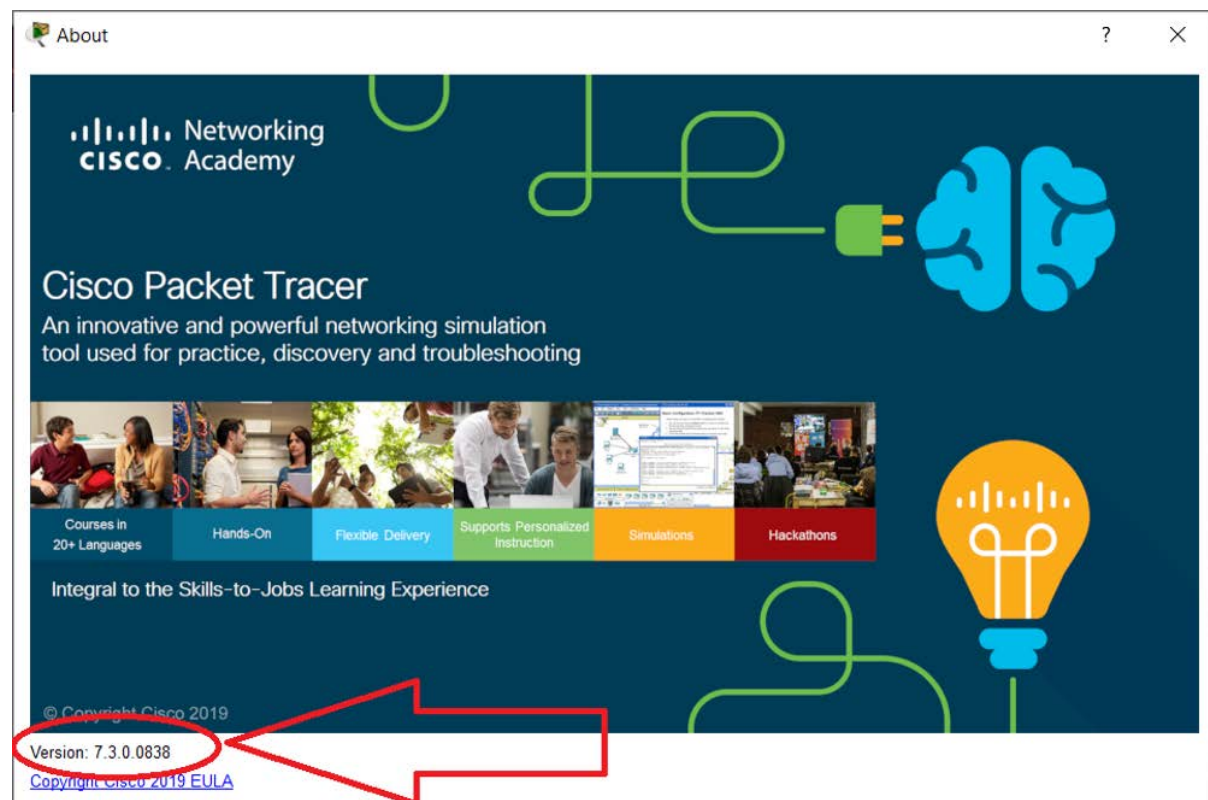 About
Networking
CISCO. Academy
Cisco Packet Tracer
An innovative and powerful networking simulation
tool used for practice, discovery and troubleshooting
Courses in
20+ Languages
Hands-On
Flexible Delivery
Supports Personalized
Instruction
Simulations
Hackathons
Integral to the Skills-to-Jobs Learning Experience
© Copyright Cisco 2019
Version: 7.3.0.0838
Copyright Cisco 2019 EULA